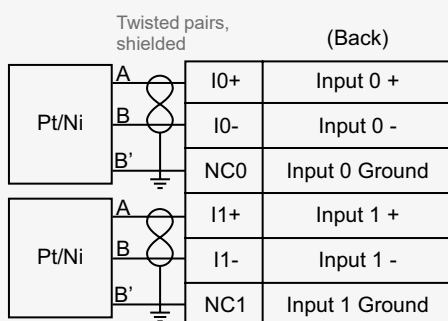 Twisted pairs,
shielded
(Back)
A I0+ Input 0 +
Pt/Ni B I0- Input 0 -
B’ NC0 Input 0 Ground
A I1+ Input 1 +
Pt/Ni B I1- Input 1 -
B’ NC1 Input 1 Ground